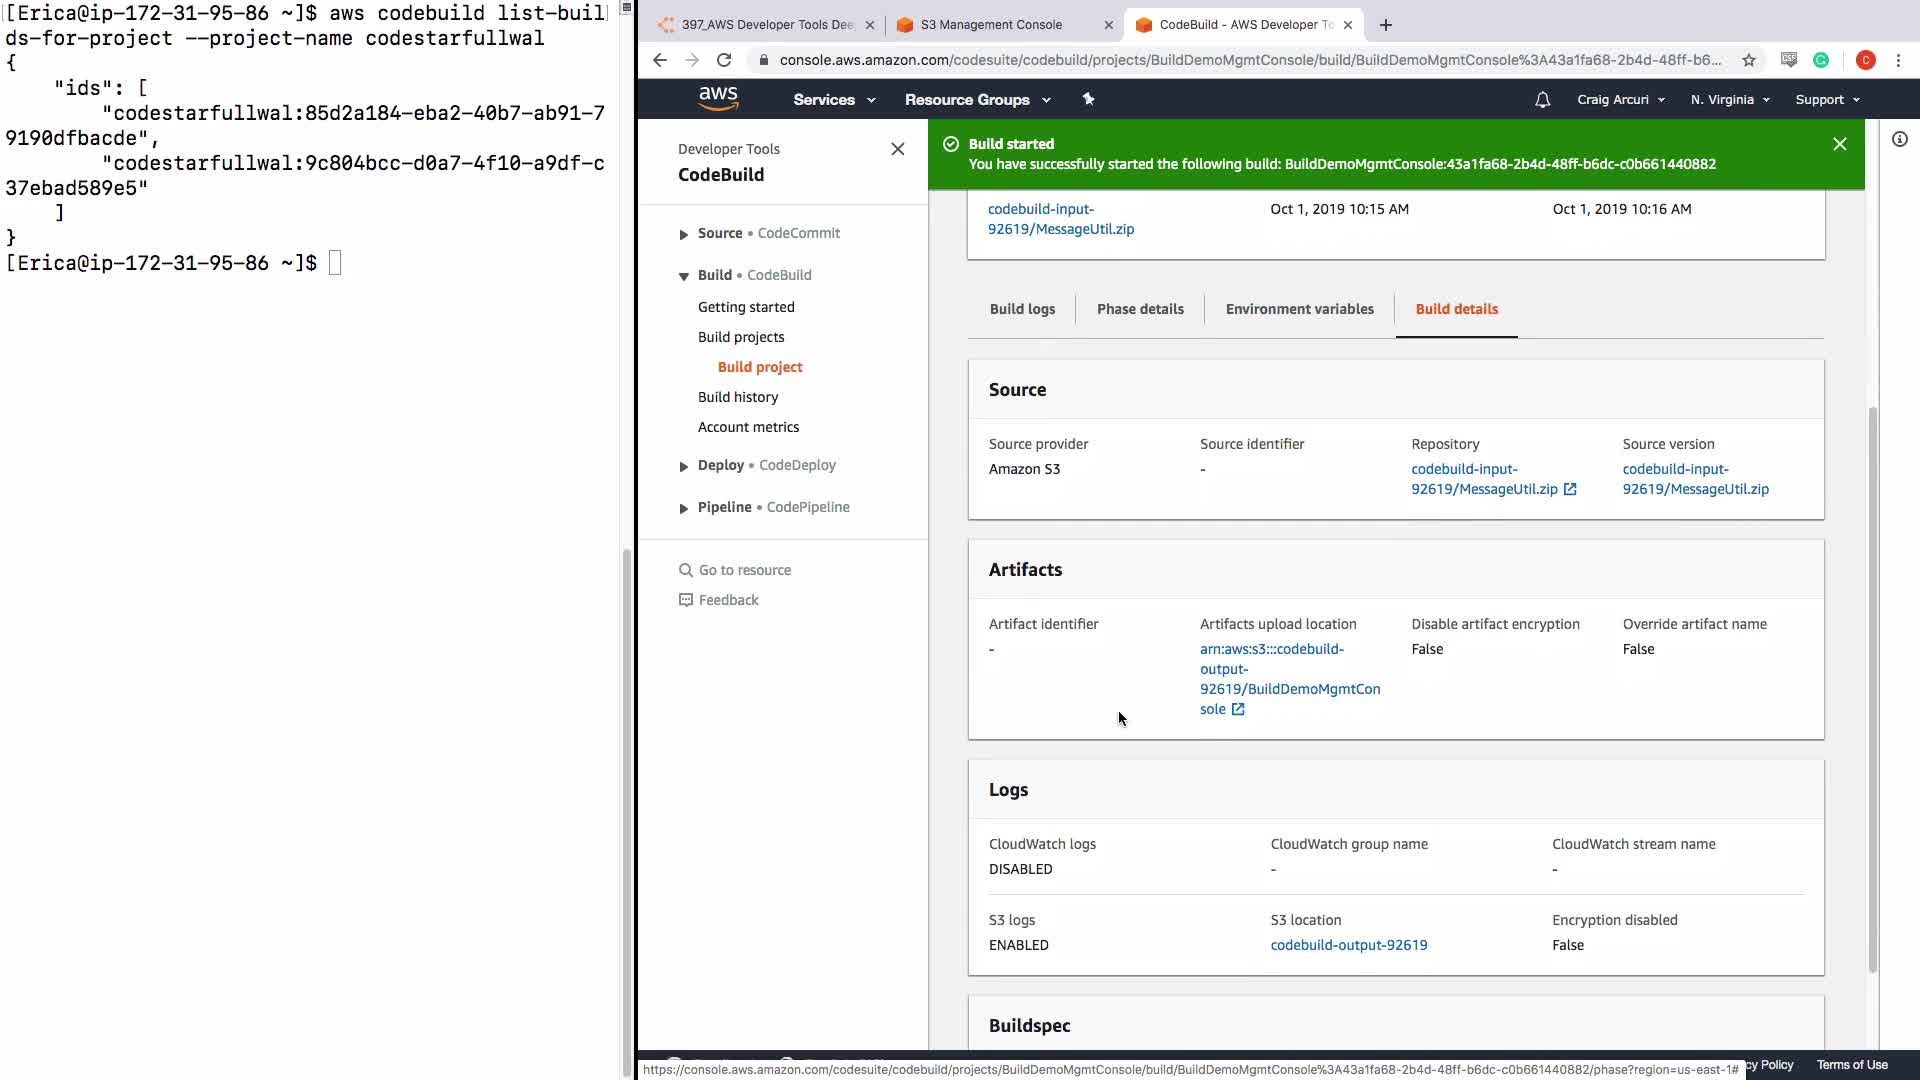 [Erica@ip-172-31-95-86 ~]$ aws codebuild list-buil
ds-for-project --project-name codestarfullwal
{
    "ids": [
        "codestarfullwal:85d2a184-eba2-40b7-ab91-7
9190dfbacde",
        "codestarfullwal:9c804bcc-d0a7-4f10-a9df-c
37ebad589e5"
    ]
}
[Erica@ip-172-31-95-86 ~]$
397_AWS Developer Tools Dee
S3 Management Console
CodeBuild - AWS Developer To
console.aws.amazon.com/codesuite/codebuild/projects/BuildDemoMgmtConsole/build/BuildDemoMgmtConsole%3A43a1fa68-2b4d-48ff-b6...
aws
Services
Resource Groups
Craig Arcuri
N. Virginia
Support
Developer Tools
CodeBuild
Source • CodeCommit
Build • CodeBuild
Getting started
Build projects
Build project
Build history
Account metrics
Deploy • CodeDeploy
Pipeline • CodePipeline
Go to resource
Feedback
Build started
You have successfully started the following build: BuildDemoMgmtConsole:43a1fa68-2b4d-48ff-b6dc-c0b661440882
codebuild-input-
92619/MessageUtil.zip
Oct 1, 2019 10:15 AM
Oct 1, 2019 10:16 AM
Build logs
Phase details
Environment variables
Build details
Source
Source provider
Amazon S3
Source identifier
-
Repository
codebuild-input-
92619/MessageUtil.zip
Source version
codebuild-input-
92619/MessageUtil.zip
Artifacts
Artifact identifier
-
Artifacts upload location
arn:aws:s3:::codebuild-
output-
92619/BuildDemoMgmtCon
sole
Disable artifact encryption
False
Override artifact name
False
Logs
CloudWatch logs
DISABLED
CloudWatch group name
-
CloudWatch stream name
-
S3 logs
ENABLED
S3 location
codebuild-output-92619
Encryption disabled
False
Buildspec
https://console.aws.amazon.com/codesuite/codebuild/projects/BuildDemoMgmtConsole/build/BuildDemoMgmtConsole%3A43a1fa68-2b4d-48ff-b6dc-c0b661440882/phase?region=us-east-1#
cy Policy
Terms of Use